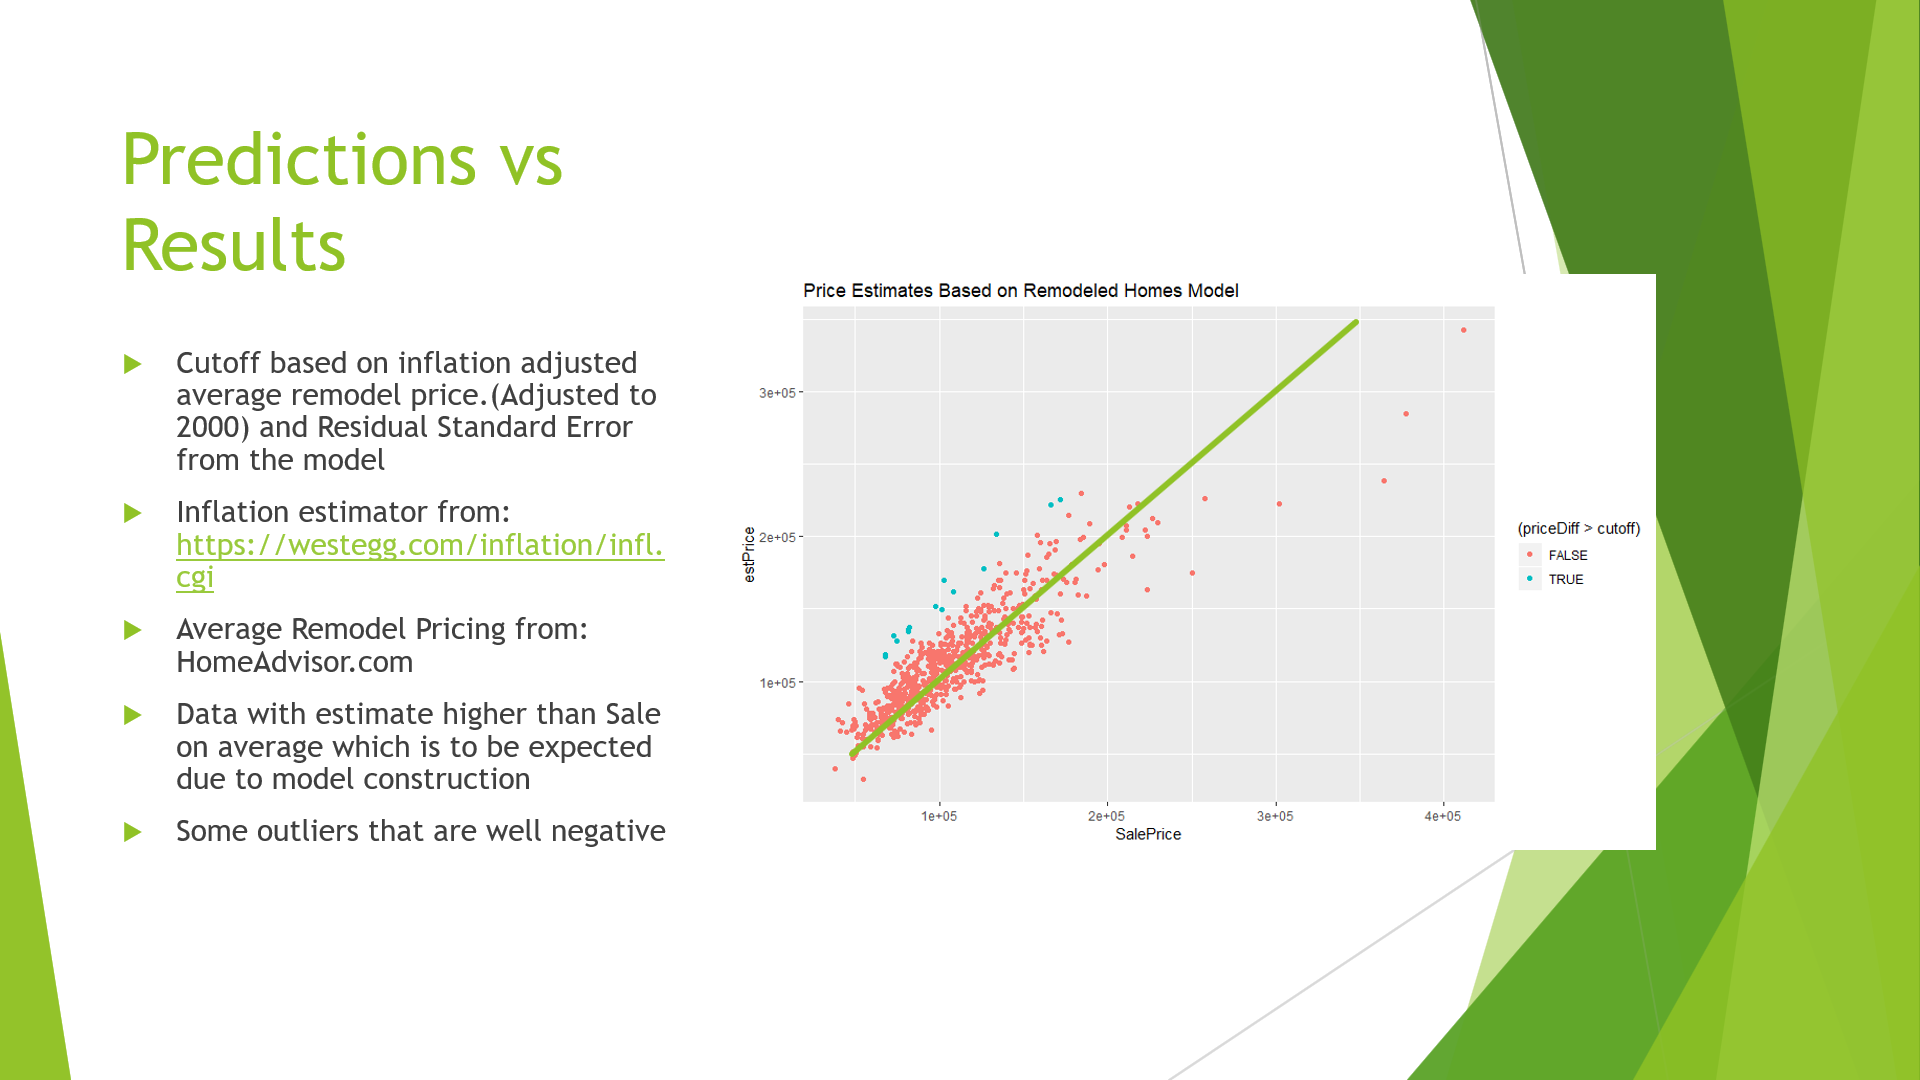 Predictions vs
Results
Cutoff based on inflation adjusted
average remodel price.(Adjusted to
2000) and Residual Standard Error
from the model
Inflation estimator from:
https://westegg.com/inflation/infl.
cgi
Average Remodel Pricing from:
HomeAdvisor.com
Data with estimate higher than Sale
on average which is to be expected
due to model construction
Some outliers that are well negative
Price Estimates Based on Remodeled Homes Model
3e+05
2e+05
1e+05
estPrice
1e+05 2e+05 3e+05 4e+05
SalePrice
(priceDiff > cutoff)
FALSE
TRUE